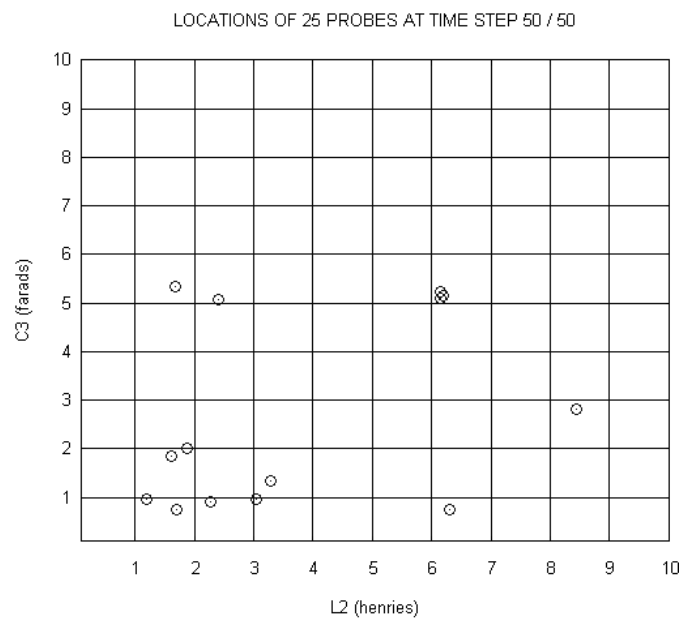 LOCATIONS OF 25 PROBES AT TIME STEP 50 / 50
10
9
8
7
6
5
4
3
2
1
C3 (farads)
1 2 3 4 5 6 7 8 9 10
L2 (henries)